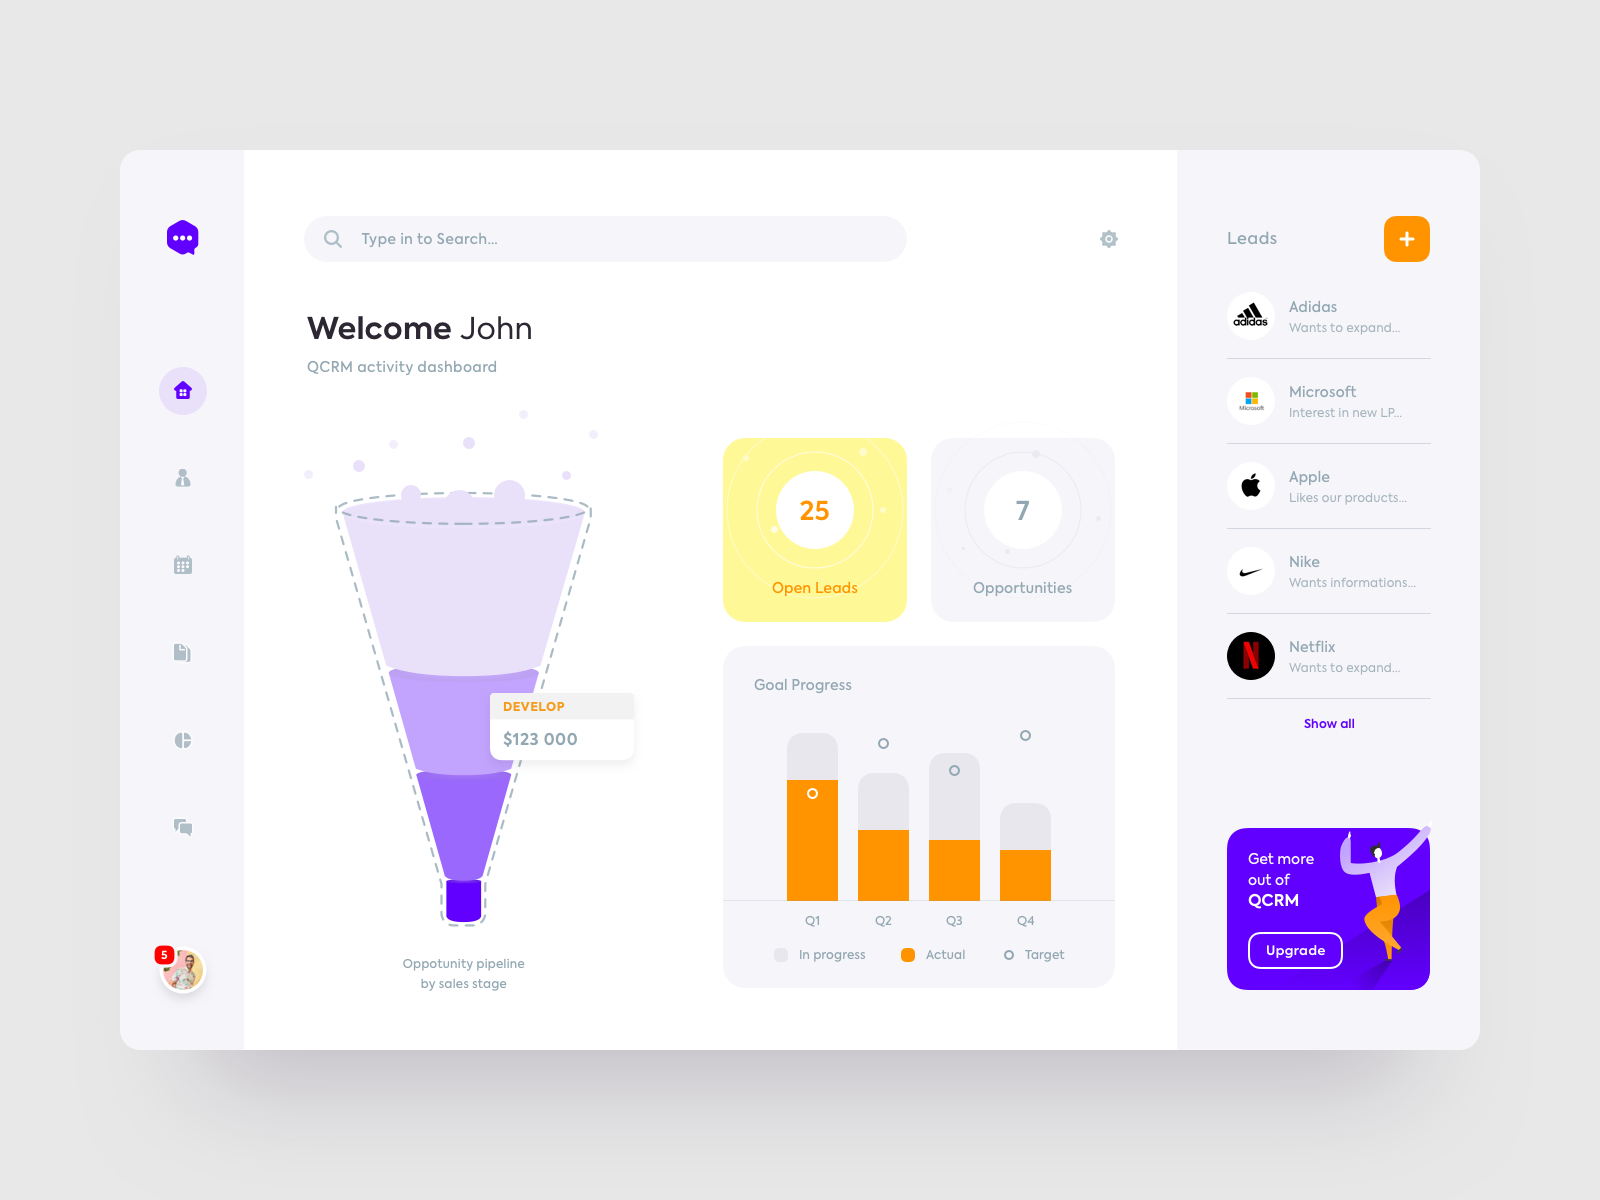 Type in to Search...
Welcome John
QCRM activity dashboard
DEVELOP
$123 000
Oppotunity pipeline
by sales stage
25
Open Leads
7
Opportunities
Goal Progress
Q1
Q2
Q3
Q4
In progress
Actual
Target
5
Leads
adidas
Adidas
Wants to expand...
Microsoft
Microsoft
Interest in new LP...
Apple
Likes our products...
Nike
Wants informations...
N
Netflix
Wants to expand...
Show all
Get more
out of
QCRM
Upgrade